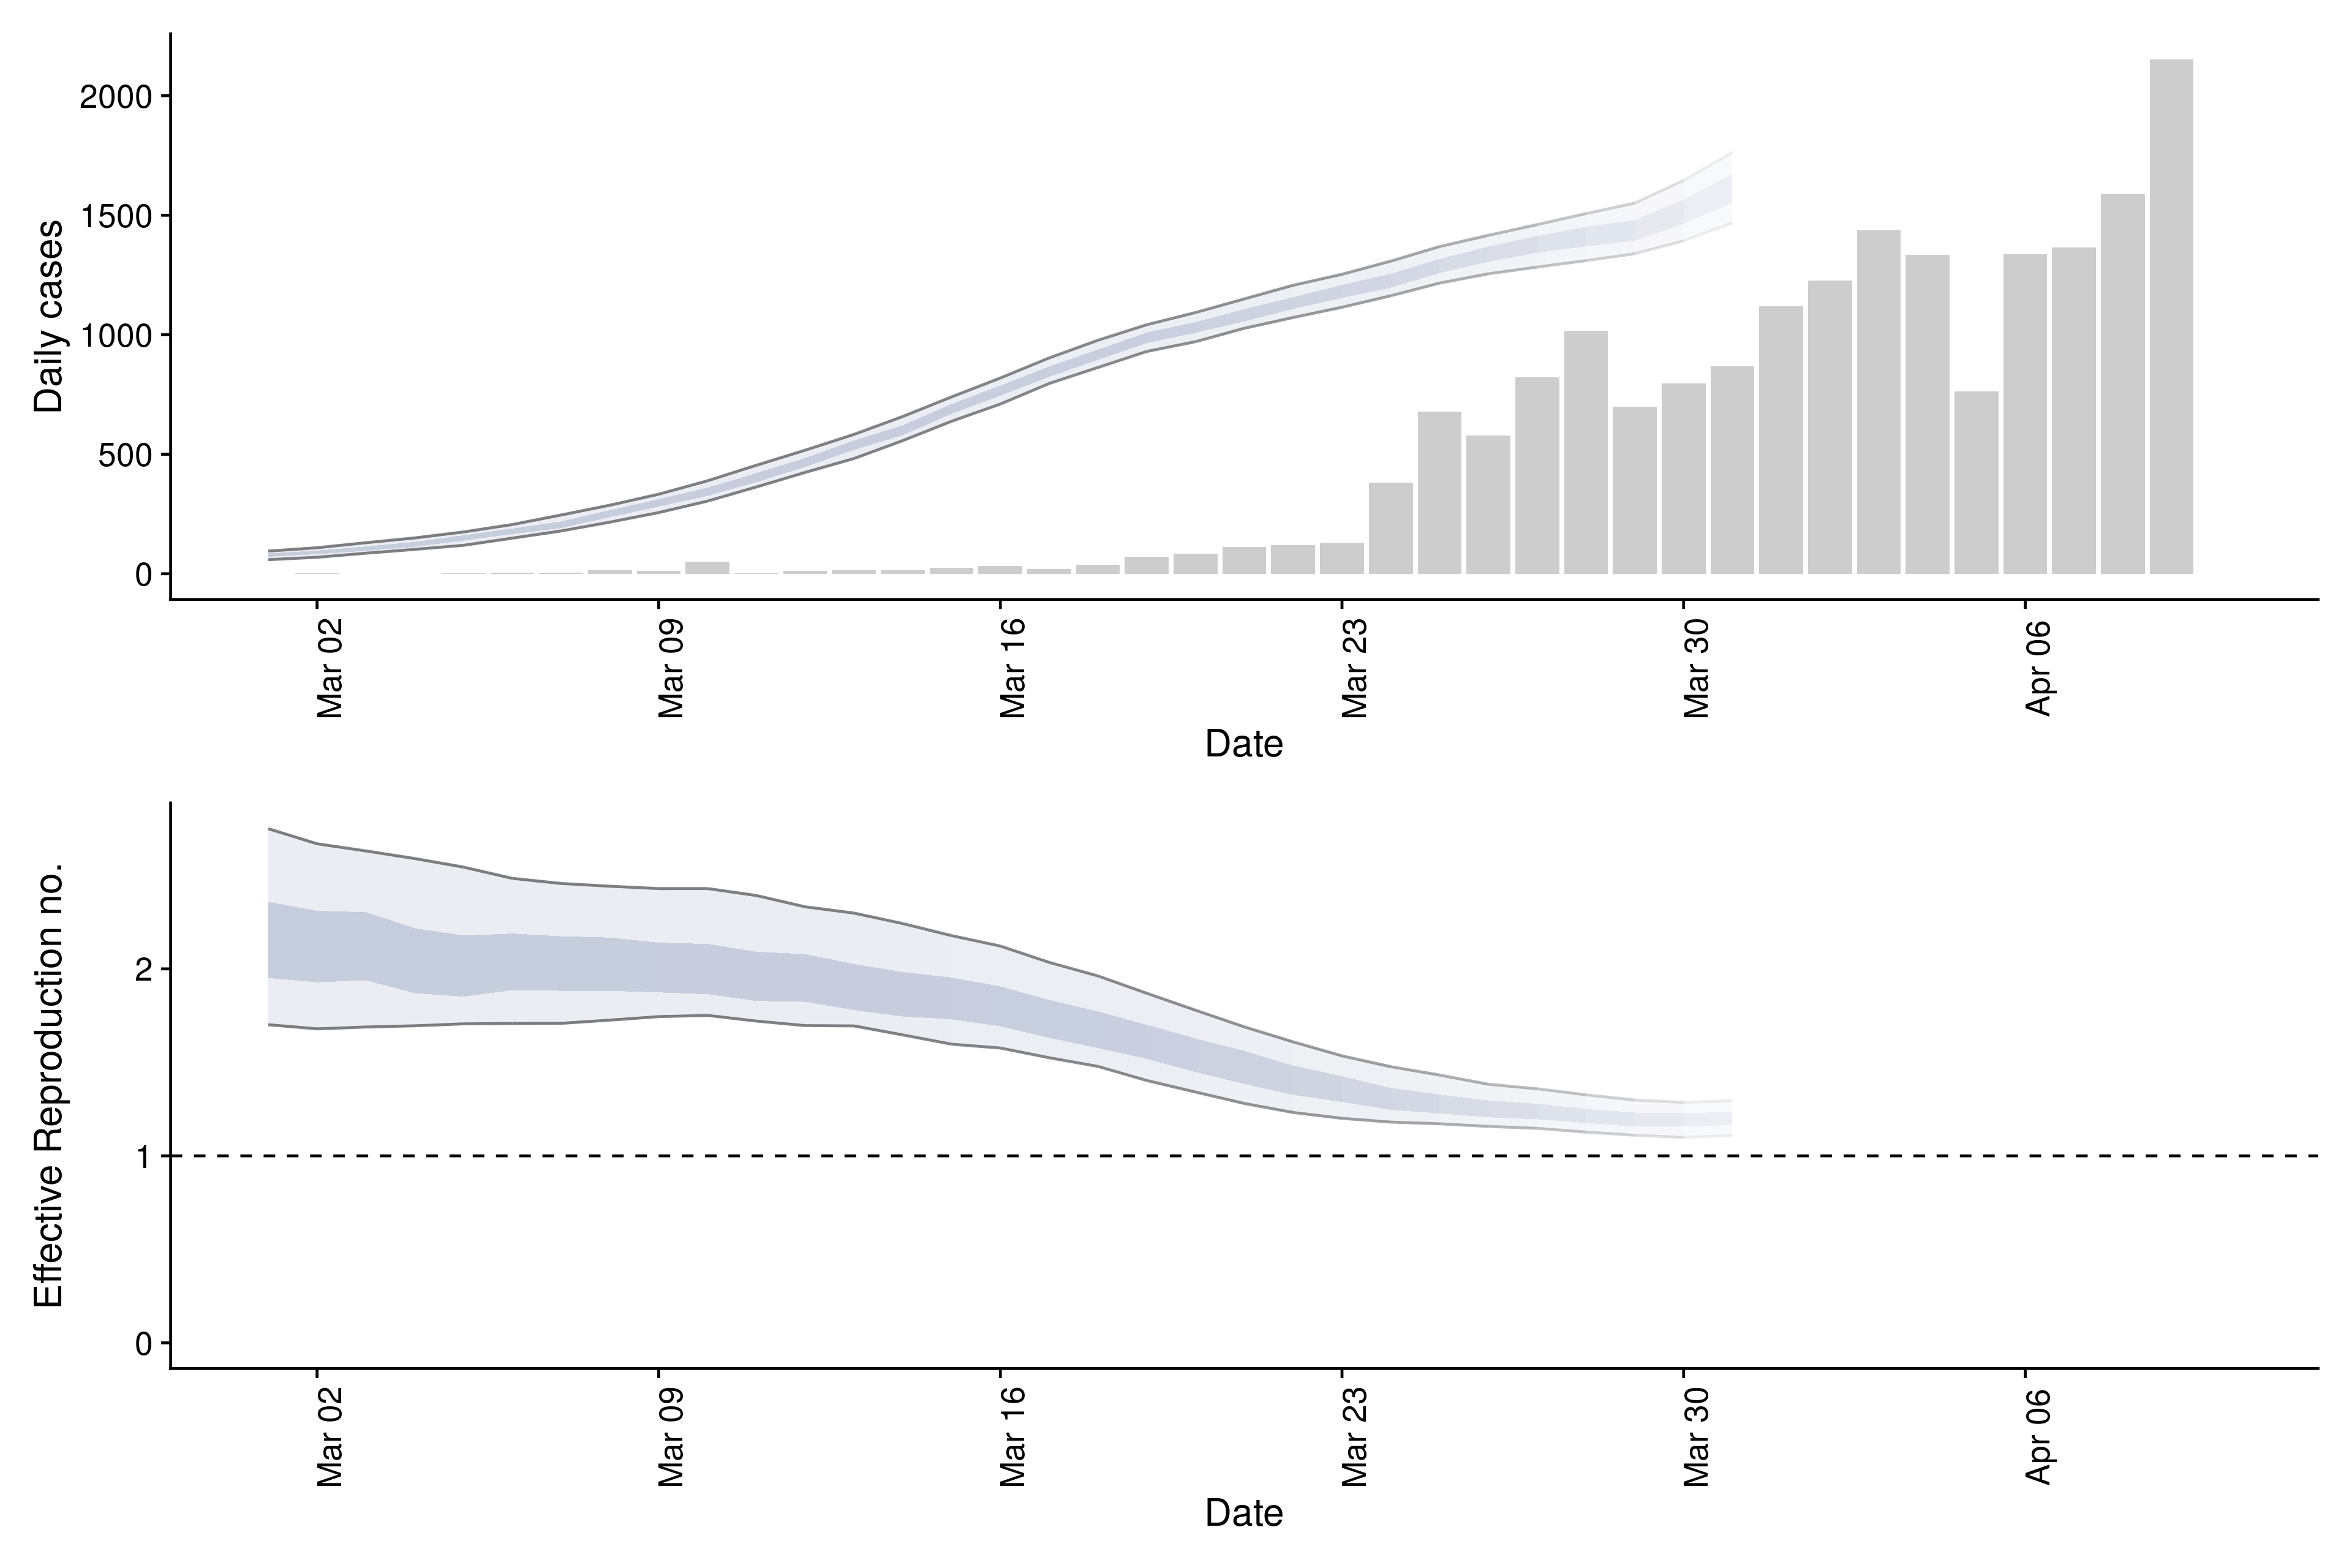 Daily cases
2000
1500
1000
500
0
Mar 02
Mar 09
Mar 16
Mar 23
Mar 30
Apr 06
Date
Effective Reproduction no.
2
1
0
Mar 02
Mar 09
Mar 16
Mar 23
Mar 30
Apr 06
Date